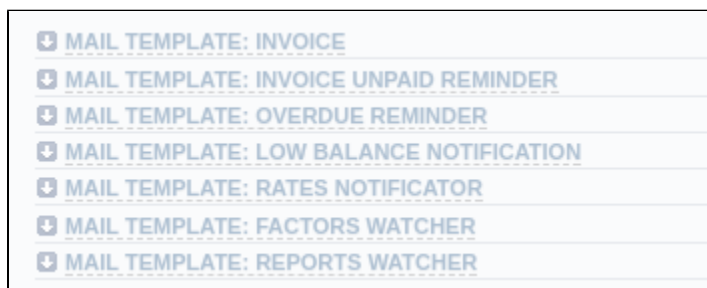 MAIL TEMPLATE: INVOICE
MAIL TEMPLATE: INVOICE UNPAID REMINDER
MAIL TEMPLATE: OVERDUE REMINDER
MAIL TEMPLATE: LOW BALANCE NOTIFICATION
MAIL TEMPLATE: RATES NOTIFICATOR
MAIL TEMPLATE: FACTORS WATCHER
MAIL TEMPLATE: REPORTS WATCHER